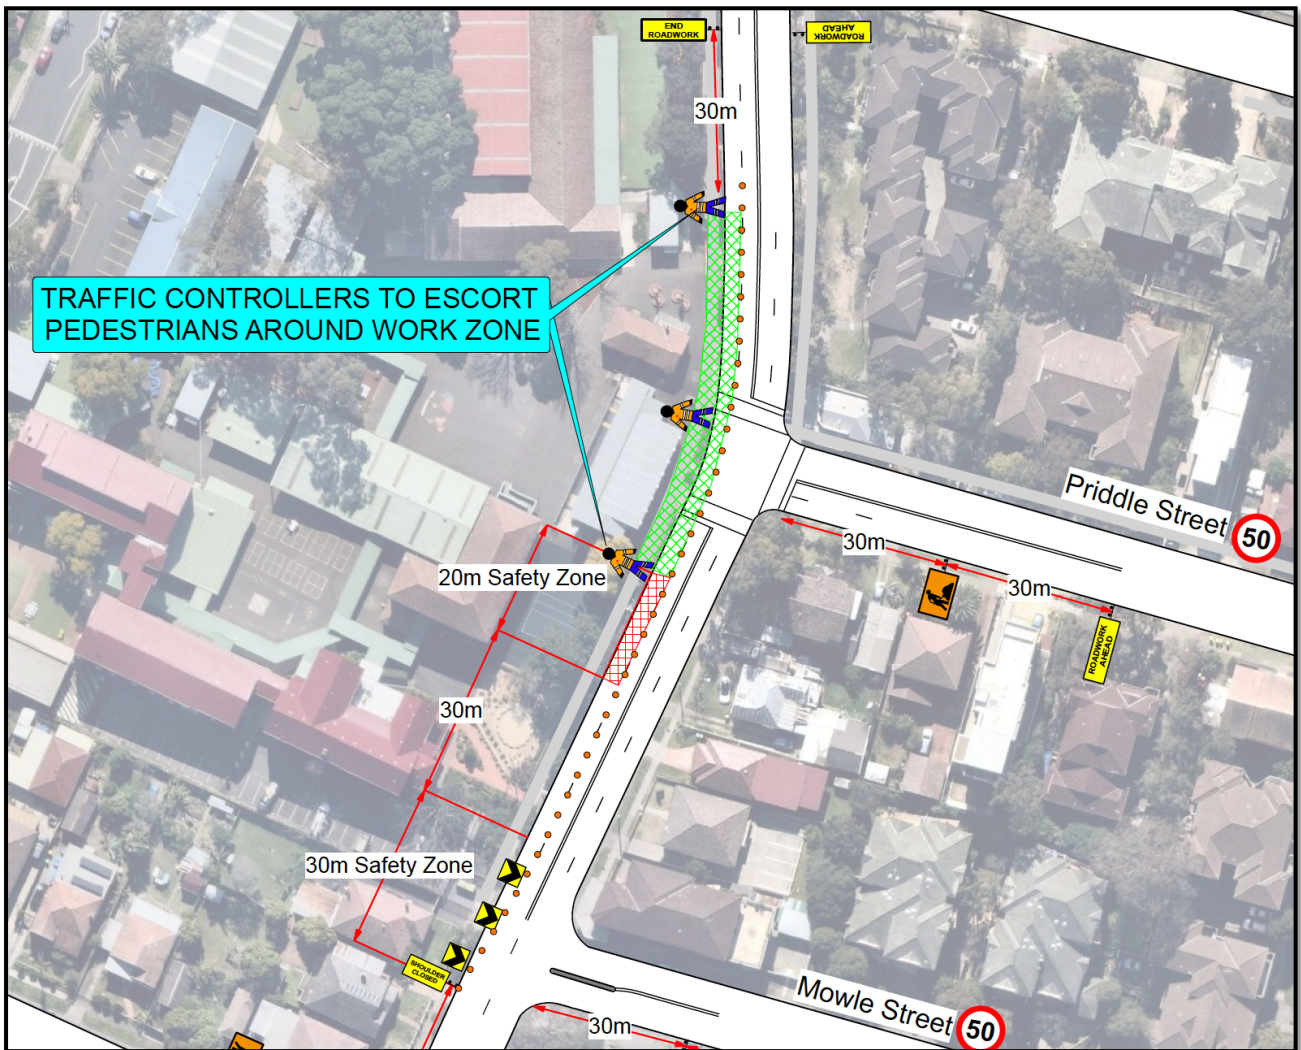 END
ROADWORK
ROADWORK
AHEAD
30m
TRAFFIC CONTROLLERS TO ESCORT
PEDESTRIANS AROUND WORK ZONE
Priddle Street
50
30m
30m
20m Safety Zone
ROADWORK
AHEAD
30m
30m Safety Zone
SHOULDER
CLOSED
Mowle Street
50
30m